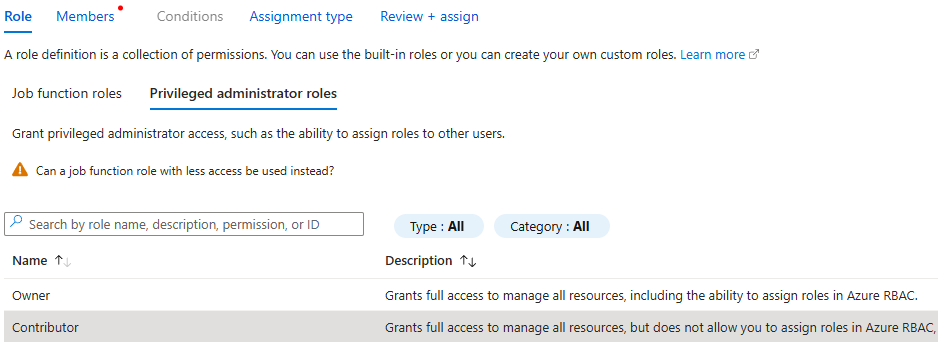 Role Members Conditions Assignment type Review + assign
A role definition is a collection of permissions. You can use the built-in roles or you can create your own custom roles. Learn more
Job function roles Privileged administrator roles
Grant privileged administrator access, such as the ability to assign roles to other users.
Can a job function role with less access be used instead?
Search by role name, description, permission, or ID Type : All Category : All
Name Description
Owner Grants full access to manage all resources, including the ability to assign roles in Azure RBAC.
Contributor Grants full access to manage all resources, but does not allow you to assign roles in Azure RBAC,